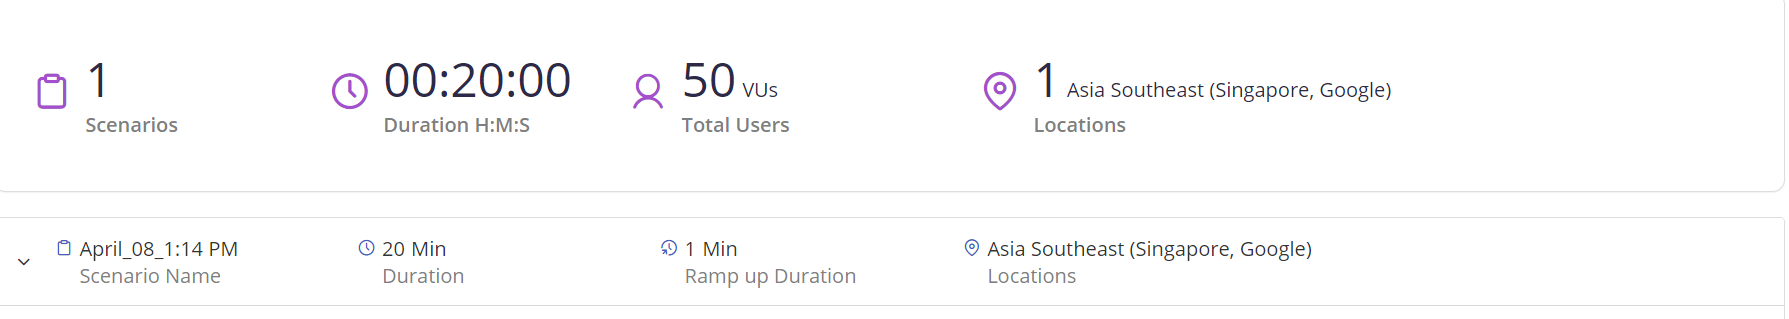 1
Scenarios
00:20:00
Duration H:M:S
50 VUs
Total Users
1 Asia Southeast (Singapore, Google)
Locations
April_08_1:14 PM
Scenario Name
20 Min
Duration
1 Min
Ramp up Duration
Asia Southeast (Singapore, Google)
Locations